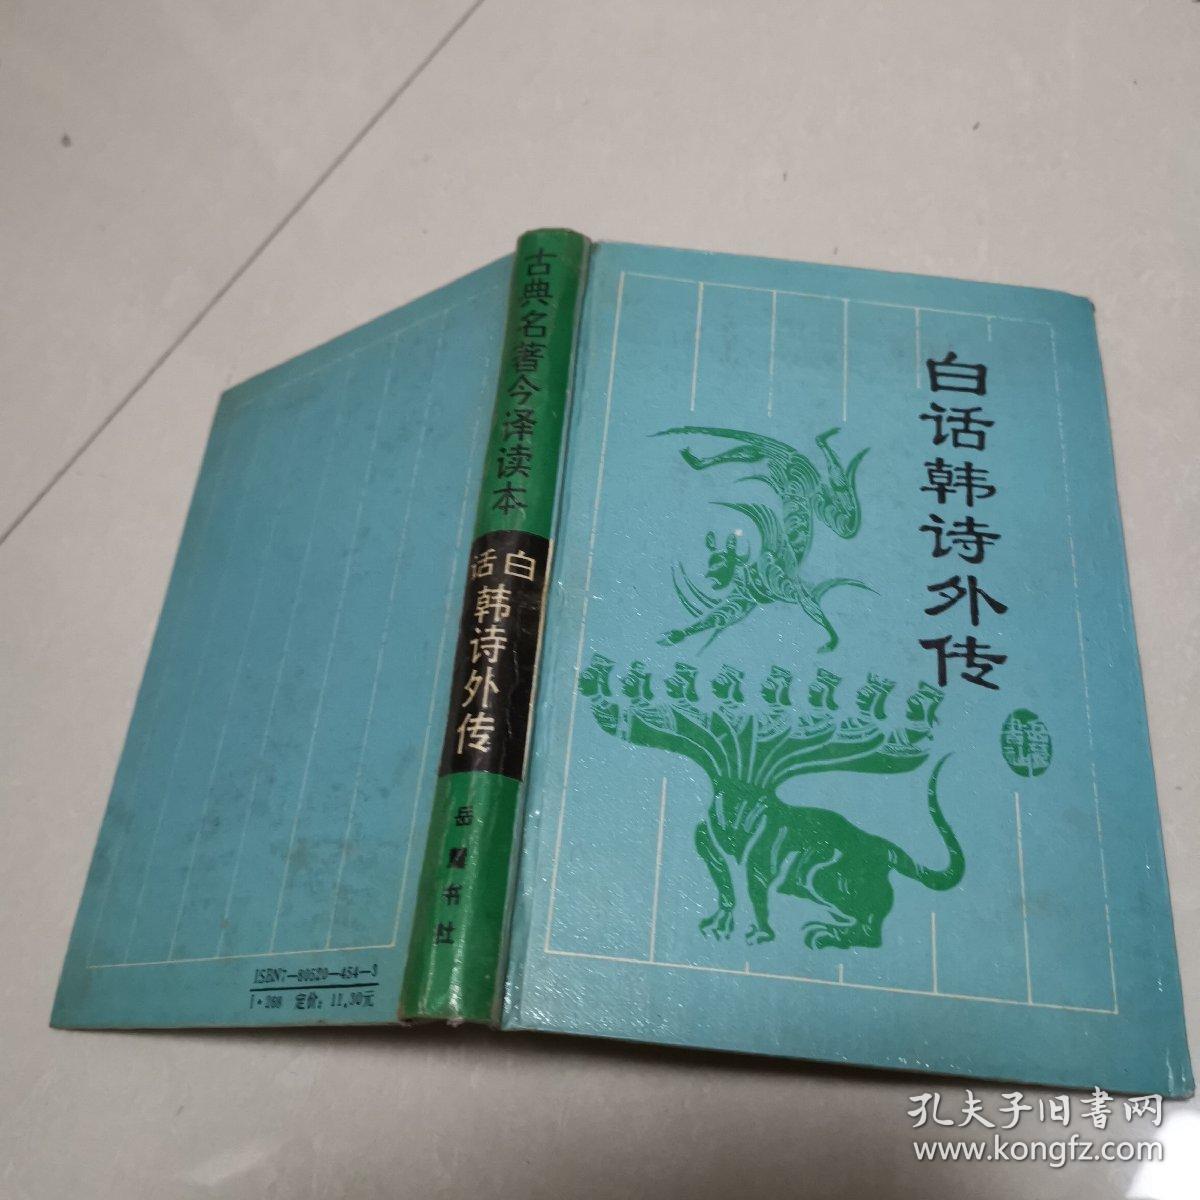 白话韩诗外传
古典名著今译读本
白话韩诗外传
岳麓书社
ISBN7-80520-454-3
I·268 定价：11.30元
孔夫子旧书网
www.kongfz.com